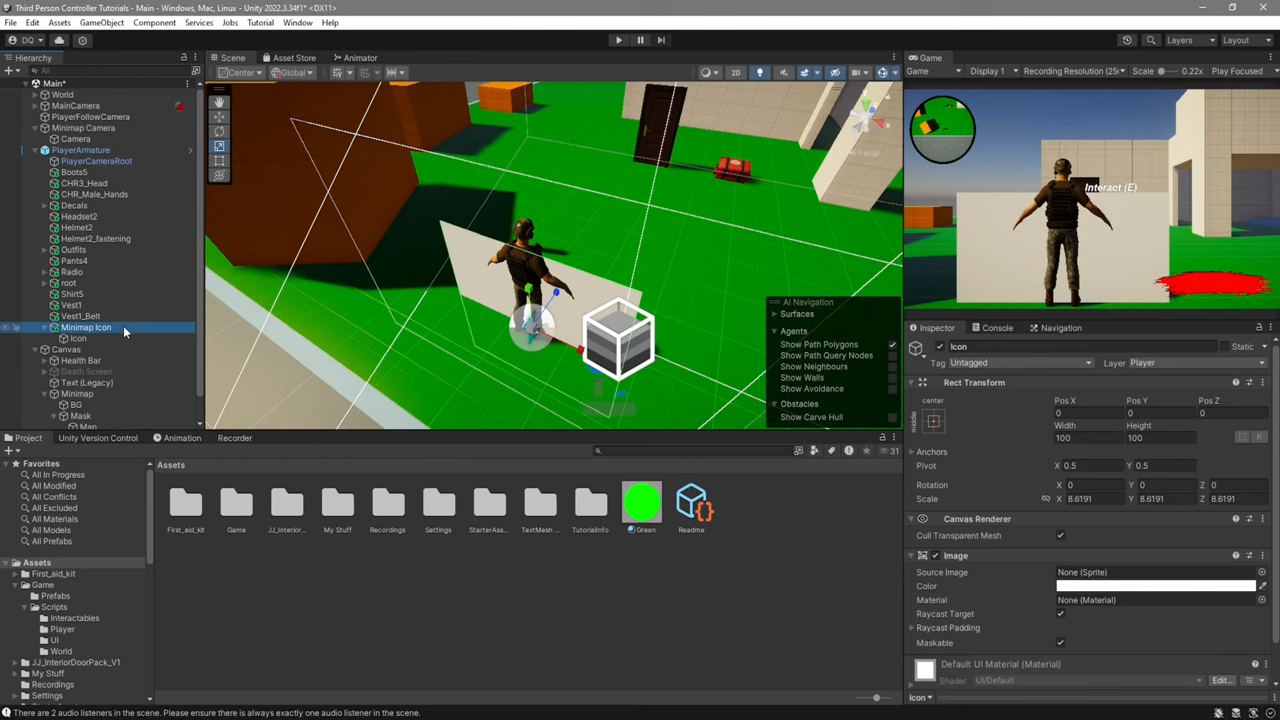 Third Person Controller Tutorials - Main - Windows, Mac, Linux - Unity 2022.3.34f1* <DX11>
File Edit Assets GameObject Component Services Jobs Tutorial Window Help
DQ Layers Layout
Hierarchy Scene Asset Store Animator Game
All Center Global 2D Game Display 1 Recording Resolution (25 Scale 0.22x Play Focused
Main*
World
MainCamera
PlayerFollowCamera
Minimap Camera
Camera
PlayerArmature
PlayerCameraRoot
Boots5
CHR3_Head
CHR_Male_Hands
Decals
Headset2
Helmet2
Helmet2_fastening
Outfits
Pants4
Radio
root
Shirt5
Vest1
Vest1_Belt
Minimap Icon
Icon
Canvas
Health Bar
Death Screen
Text (Legacy)
Minimap
BG
Mask
Map
Persp
AI Navigation
Surfaces
Agents
Show Path Polygons
Show Path Query Nodes
Show Neighbours
Show Walls
Show Avoidance
Obstacles
Show Carve Hull
Interact (E)
Inspector Console Navigation
Icon Static
Tag Untagged Layer Player
Rect Transform
center Pos X Pos Y Pos Z
middle 0 0 0
Width Height
100 100
Anchors
Pivot X 0.5 Y 0.5
Rotation X 0 Y 0 Z 0
Scale X 8.6191 Y 8.6191 Z 8.6191
Canvas Renderer
Cull Transparent Mesh
Image
Source Image None (Sprite)
Color
Material None (Material)
Raycast Target
Raycast Padding
Maskable
Default UI Material (Material)
Shader UI/Default Edit...
Icon
Project Unity Version Control Animation Recorder
31
Favorites
All In Progress
All Modified
All Conflicts
All Excluded
All Materials
All Models
All Prefabs
Assets
First_aid_kit
Game
Prefabs
Scripts
Interactables
Player
UI
World
JJ_InteriorDoorPack_V1
My Stuff
Recordings
Settings
Assets
First_aid_kit Game JJ_Interior... My Stuff Recordings Settings StarterAss... TextMesh ... TutorialInfo Green Readme
There are 2 audio listeners in the scene. Please ensure there is always exactly one audio listener in the scene.